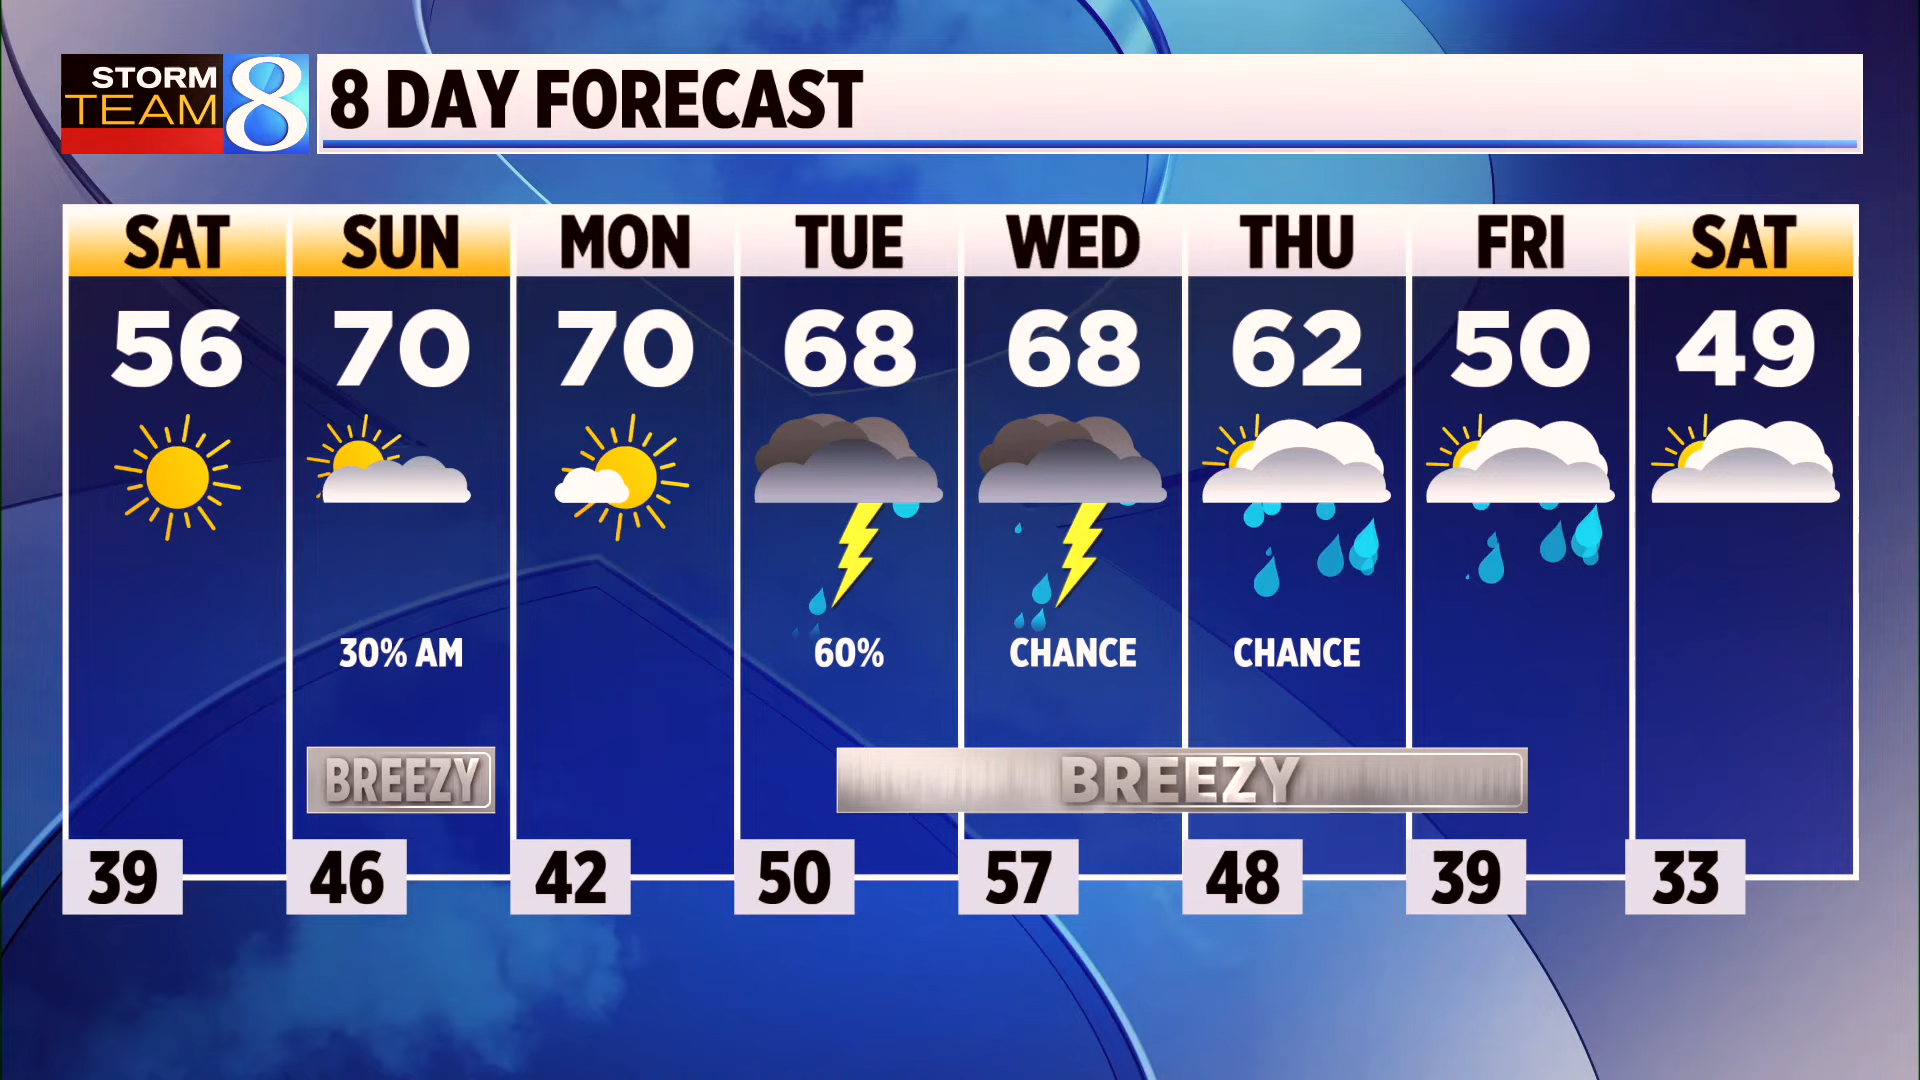 STORM
TEAM
8
8 DAY FORECAST
SAT SUN MON TUE WED THU FRI SAT
56 70 70 68 68 62 50 49
30% AM 60% CHANCE CHANCE
BREEZY BREEZY
39 46 42 50 57 48 39 33